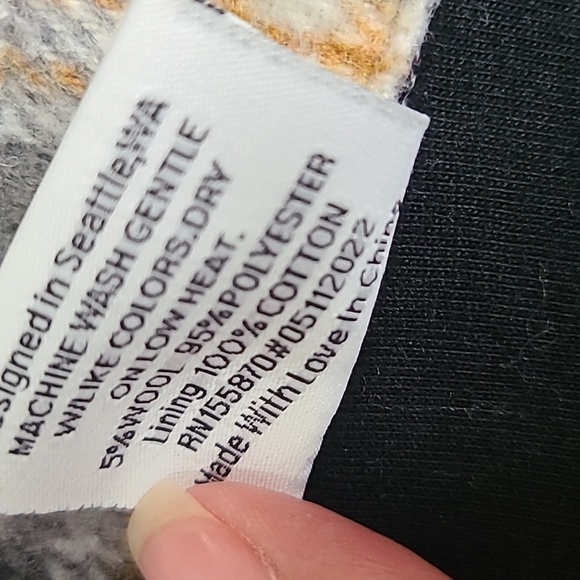 signed in Seattle,WA
MACHINE WASH GENTLE
W/LIKE COLORS.DRY
ON LOW HEAT.
5%WOOL 95%POLYESTER
Lining 100%COTTON
RN155870#05112022
Made With Love In China